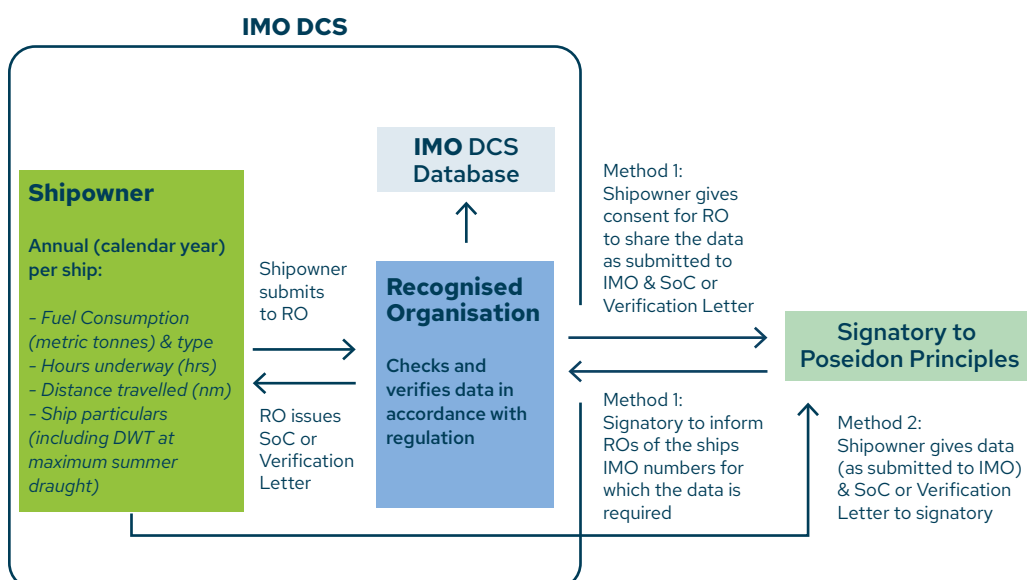 IMO DCS
Shipowner
Annual (calendar year)
per ship:
- Fuel Consumption
(metric tonnes) & type
- Hours underway (hrs)
- Distance travelled (nm)
- Ship particulars
(including DWT at
maximum summer
draught)
Shipowner
submits
to RO
RO issues
SoC or
Verification
Letter
IMO DCS
Database
Recognised
Organisation
Checks and
verifies data in
accordance with
regulation
Method 1:
Shipowner gives
consent for RO
to share the data
as submitted to
IMO & SoC or
Verification Letter
Method 1:
Signatory to inform
ROs of the ships
IMO numbers for
which the data is
required
Signatory to
Poseidon Principles
Method 2:
Shipowner gives data
(as submitted to IMO)
& SoC or Verification
Letter to signatory